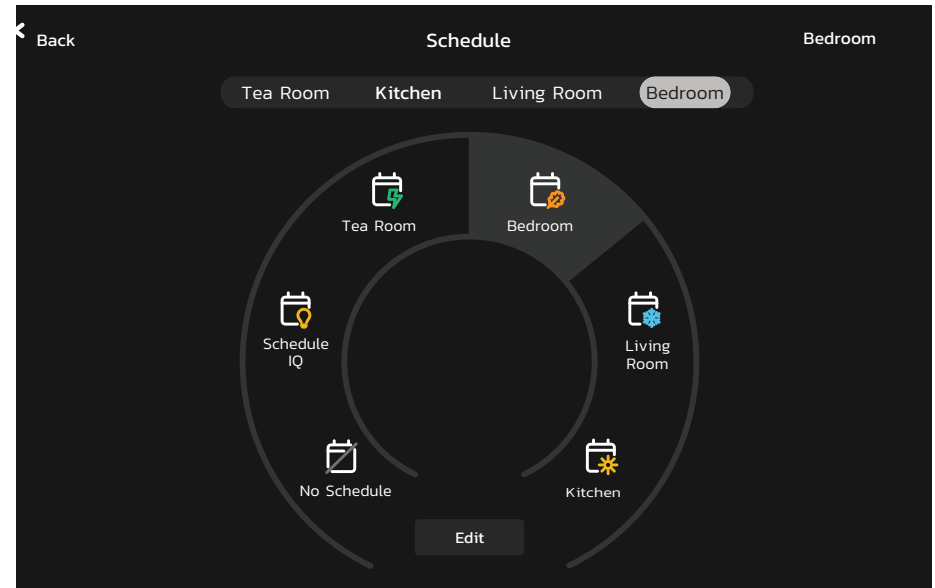 Back
Schedule
Bedroom
Tea Room
Kitchen
Living Room
Bedroom
Tea Room
Bedroom
Schedule
IQ
Living
Room
No Schedule
Kitchen
Edit